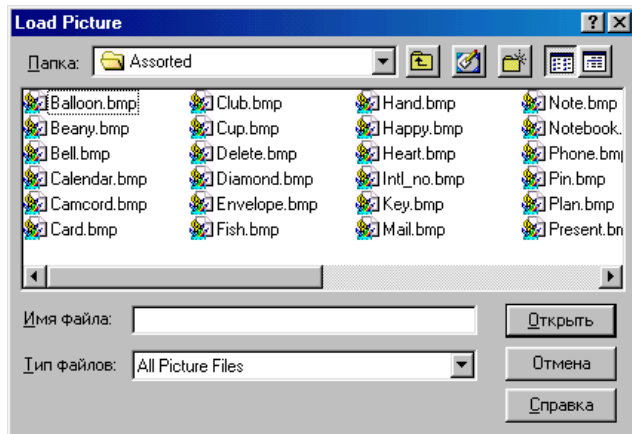 Load Picture
Папка: Assorted
Balloon.bmp Club.bmp Hand.bmp Note.bmp
Beany.bmp Cup.bmp Happy.bmp Notebook.
Bell.bmp Delete.bmp Heart.bmp Phone.bm
Calendar.bmp Diamond.bmp Intl_no.bmp Pin.bmp
Camcord.bmp Envelope.bmp Key.bmp Plan.bmp
Card.bmp Fish.bmp Mail.bmp Present.bn
Имя файла: Открыть
Тип файлов: All Picture Files Отмена
Справка